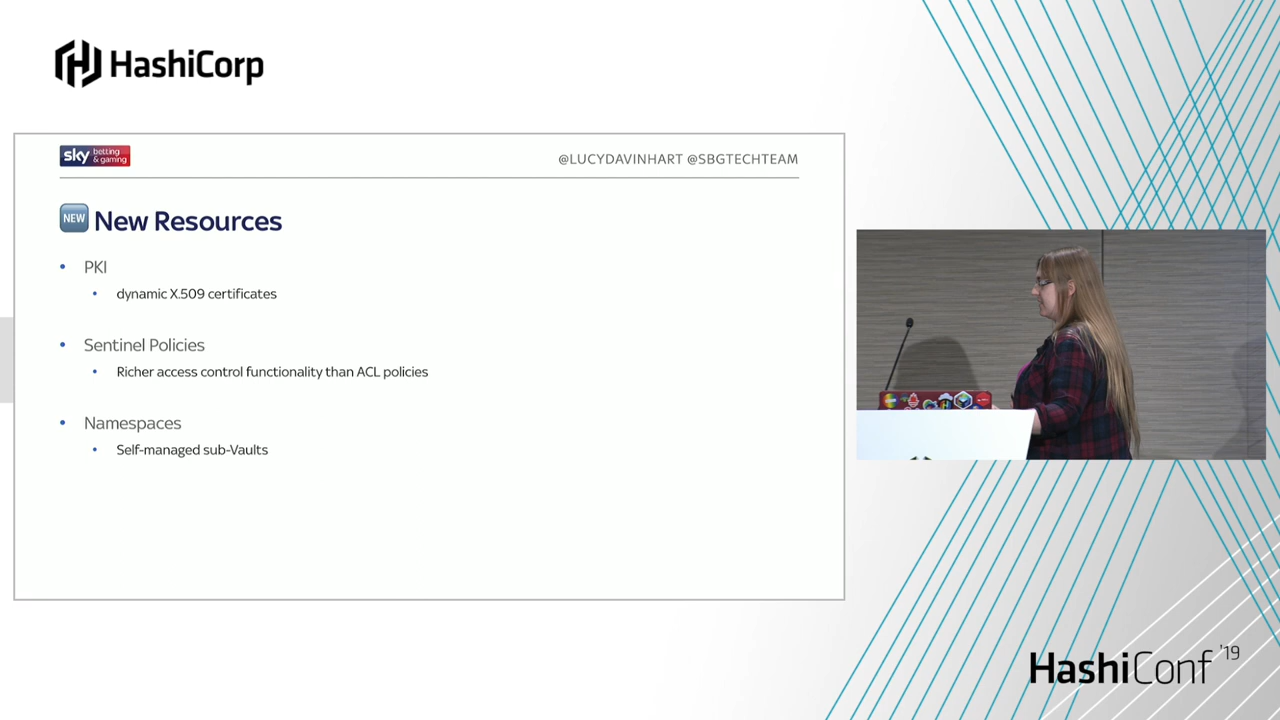 HashiCorp
sky betting & gaming
@LUCYDAVINHART @SBGTECHTEAM
NEW New Resources
• PKI
• dynamic X.509 certificates
• Sentinel Policies
• Richer access control functionality than ACL policies
• Namespaces
• Self-managed sub-Vaults
HashiConf '19